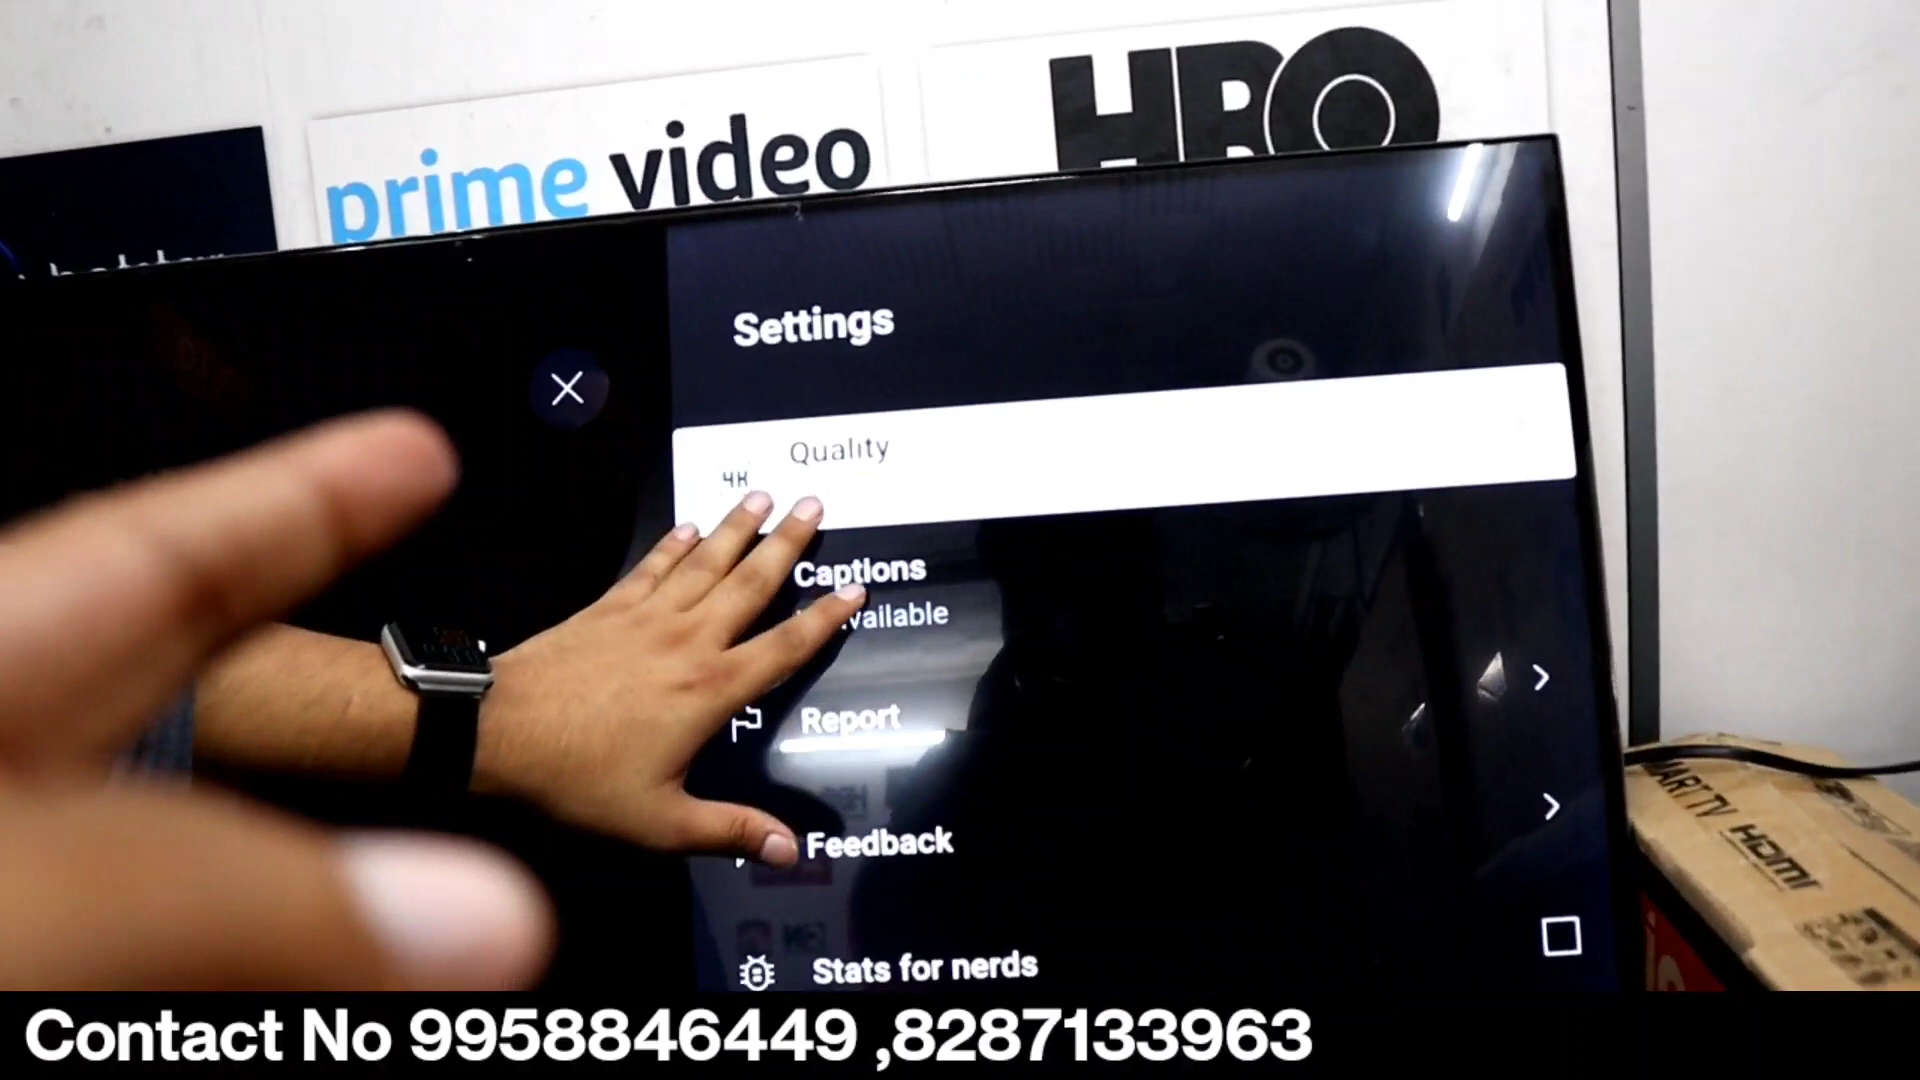 prime video
HBO
hotstar
Settings
Quality
4K
Captions
Report
Feedback
Stats for nerds
SMART TV
HDMI
Contact No 9958846449 ,8287133963